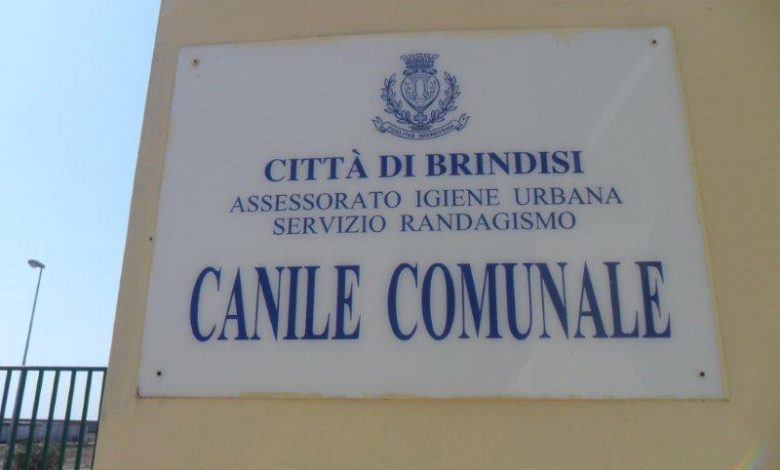 CITTÀ DI BRINDISI
ASSESSORATO IGIENE URBANA
SERVIZIO RANDAGISMO
CANILE COMUNALE